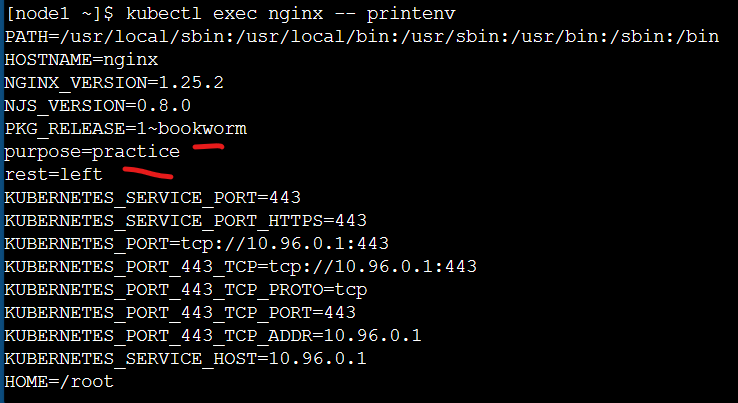 [node1 ~]$ kubectl exec nginx -- printenv
PATH=/usr/local/sbin:/usr/local/bin:/usr/sbin:/usr/bin:/sbin:/bin
HOSTNAME=nginx
NGINX_VERSION=1.25.2
NJS_VERSION=0.8.0
PKG_RELEASE=1~bookworm
purpose=practice
rest=left
KUBERNETES_SERVICE_PORT=443
KUBERNETES_SERVICE_PORT_HTTPS=443
KUBERNETES_PORT=tcp://10.96.0.1:443
KUBERNETES_PORT_443_TCP=tcp://10.96.0.1:443
KUBERNETES_PORT_443_TCP_PROTO=tcp
KUBERNETES_PORT_443_TCP_PORT=443
KUBERNETES_PORT_443_TCP_ADDR=10.96.0.1
KUBERNETES_SERVICE_HOST=10.96.0.1
HOME=/root